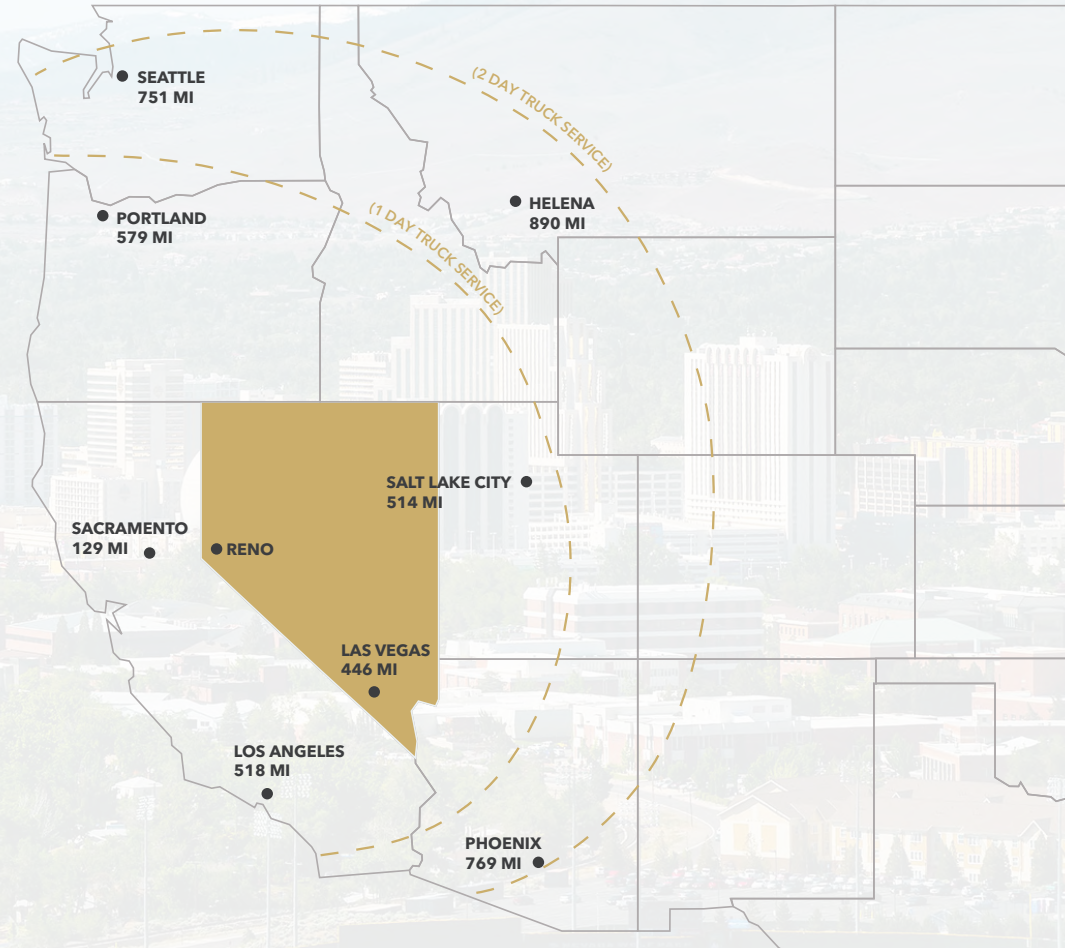 (2 DAY TRUCK SERVICE)
SEATTLE
751 MI
HELENA
890 MI
PORTLAND
579 MI
(1 DAY TRUCK SERVICE)
SALT LAKE CITY
514 MI
SACRAMENTO
129 MI
RENO
LAS VEGAS
446 MI
LOS ANGELES
518 MI
PHOENIX
769 MI